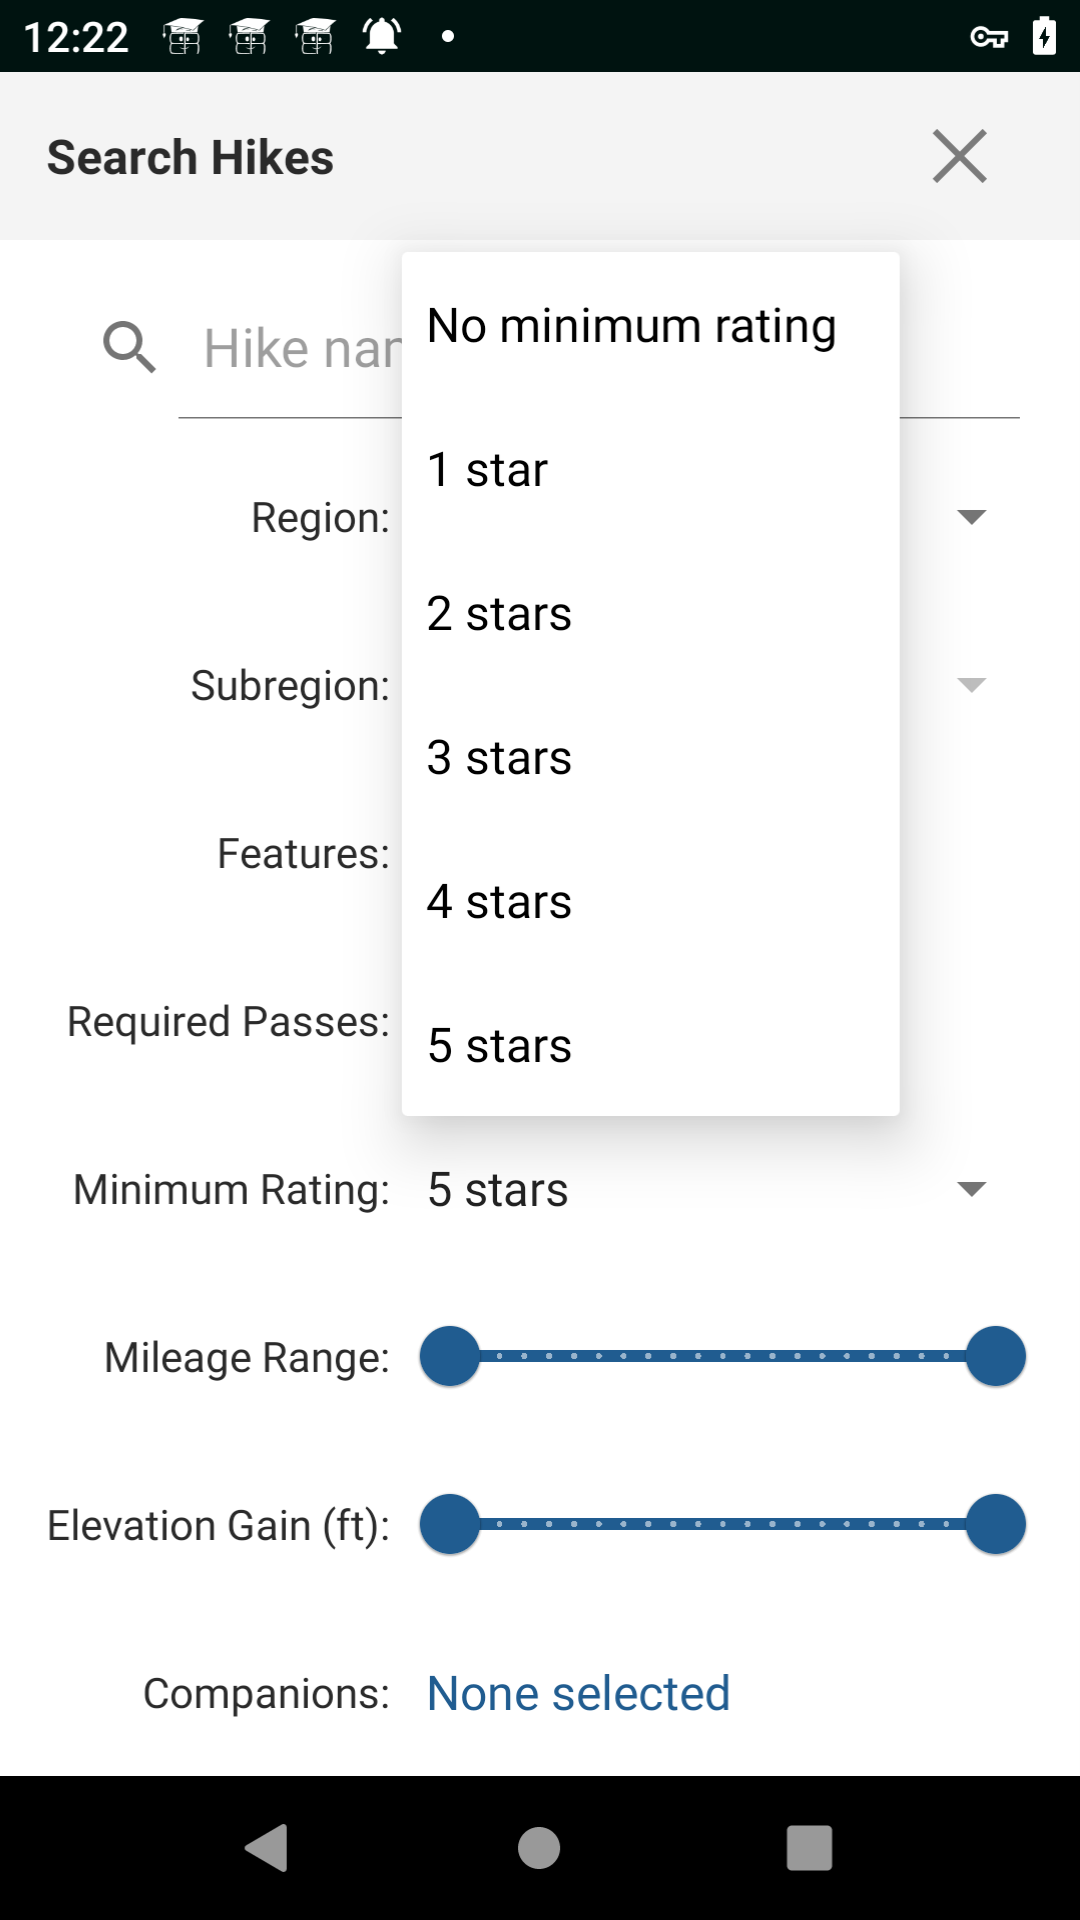 12:22
Search Hikes
Hike nar
No minimum rating
1 star
Region:
2 stars
Subregion:
3 stars
Features:
4 stars
Required Passes:
5 stars
Minimum Rating: 5 stars
Mileage Range:
Elevation Gain (ft):
Companions: None selected